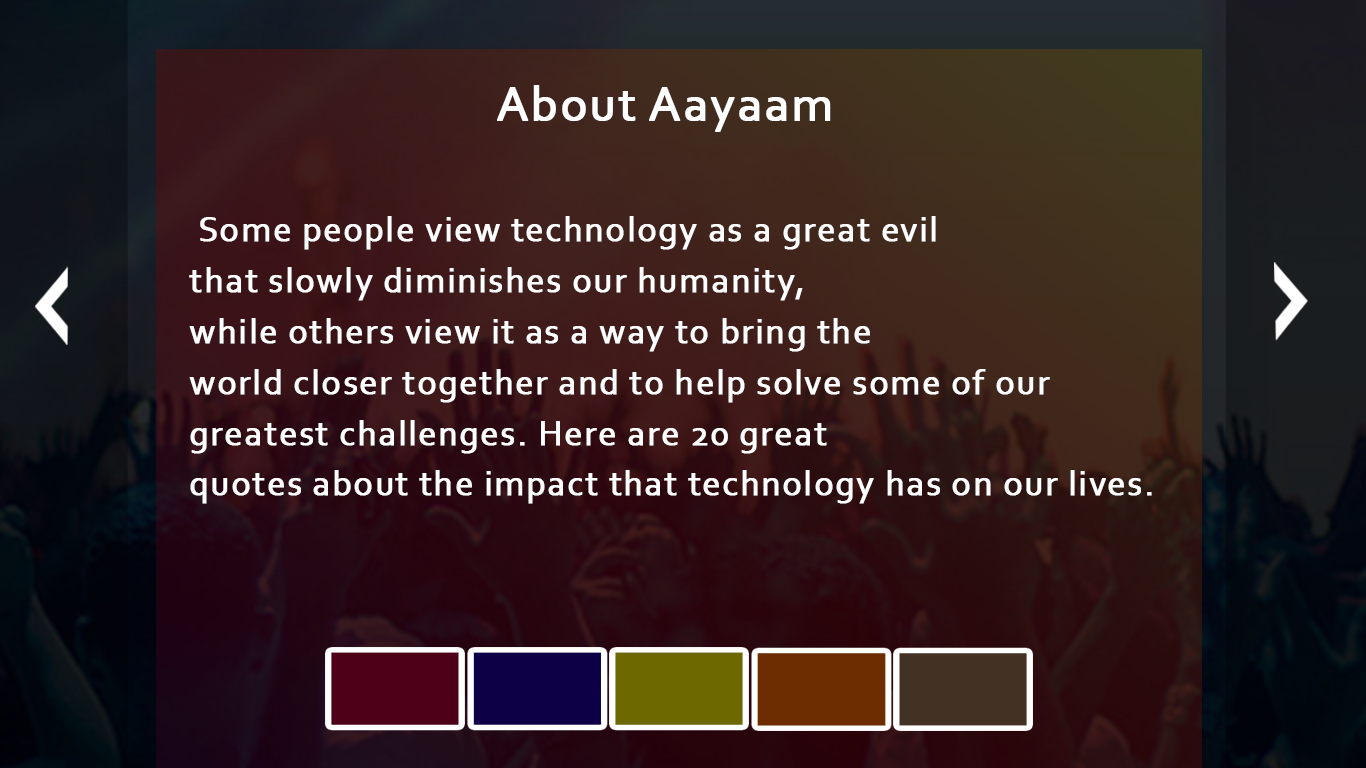 About Aayaam
Some people view technology as a great evil
that slowly diminishes our humanity,
while others view it as a way to bring the
world closer together and to help solve some of our
greatest challenges. Here are 20 great
quotes about the impact that technology has on our lives.